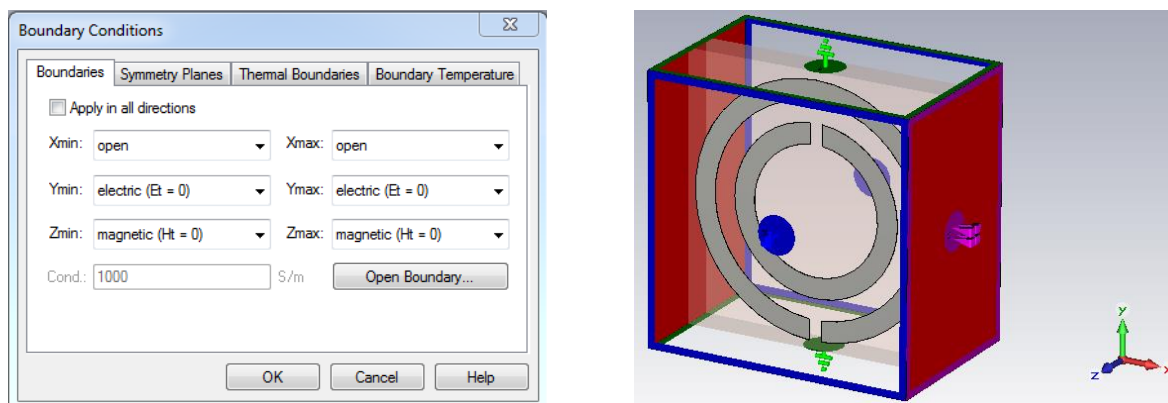 Boundary Conditions
Boundaries Symmetry Planes Thermal Boundaries Boundary Temperature
Apply in all directions
Xmin: open Xmax: open
Ymin: electric (Et = 0) Ymax: electric (Et = 0)
Zmin: magnetic (Ht = 0) Zmax: magnetic (Ht = 0)
Cond.: 1000 S/m Open Boundary...
OK Cancel Help
y
z x